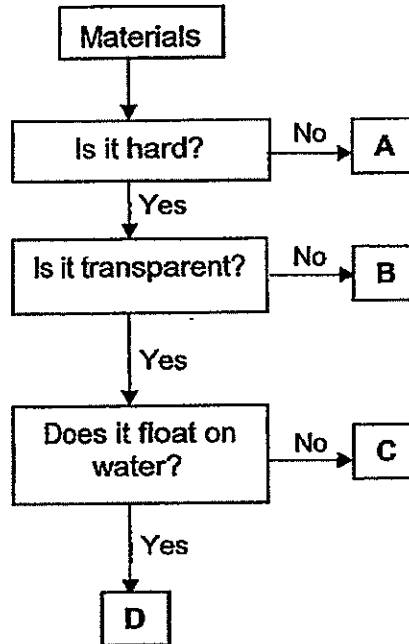 Materials
Is it hard?
No
A
Yes
Is it transparent?
No
B
Yes
Does it float on
water?
No
C
Yes
D